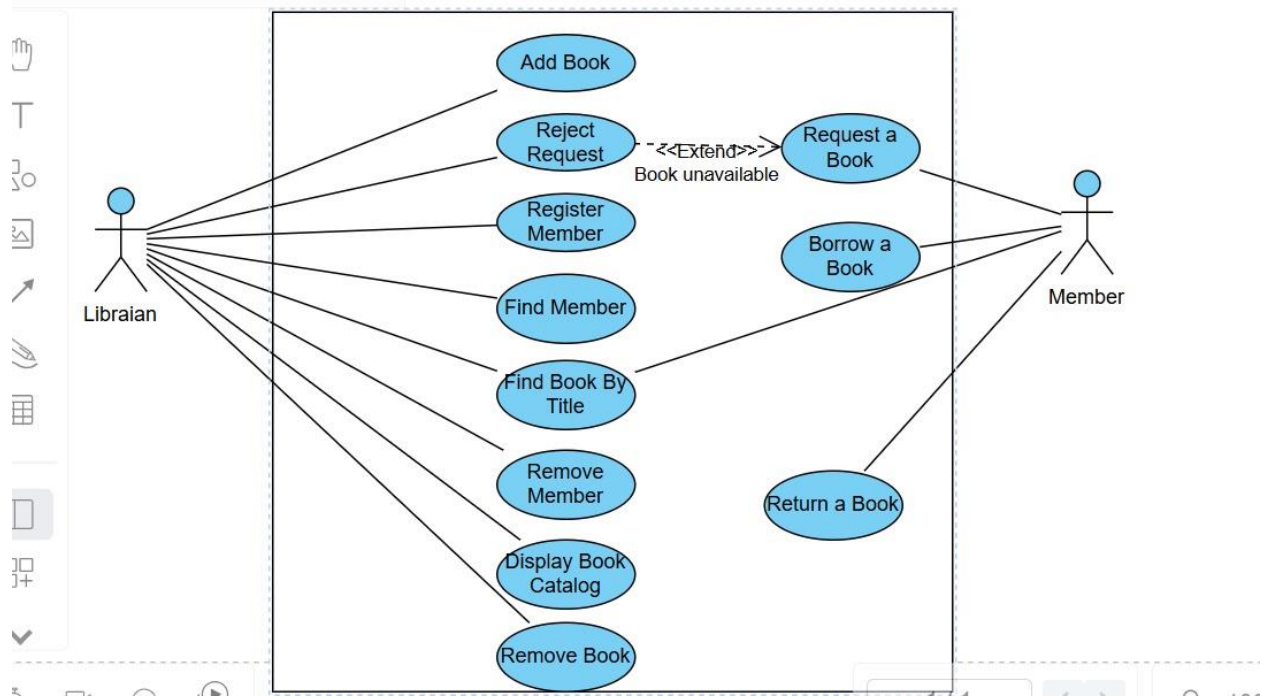 Add Book
Reject
Request
<<Extend>>
Book unavailable
Request a
Book
Register
Member
Borrow a
Book
Libraian
Member
Find Member
Find Book By
Title
Remove
Member
Return a Book
Display Book
Catalog
Remove Book